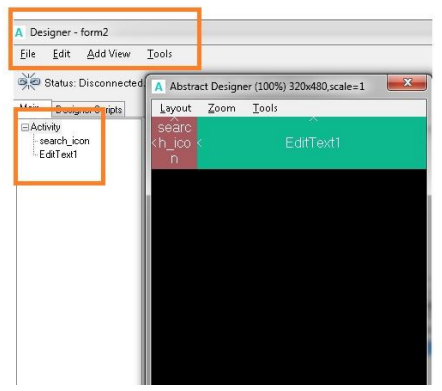 A Designer - form2
File Edit Add View Tools
Status: Disconnected
Main Designer Scripts
Activity
search_icon
EditText1
A Abstract Designer (100%) 320x480,scale=1
Layout Zoom Tools
searc
h_ico
n
EditText1